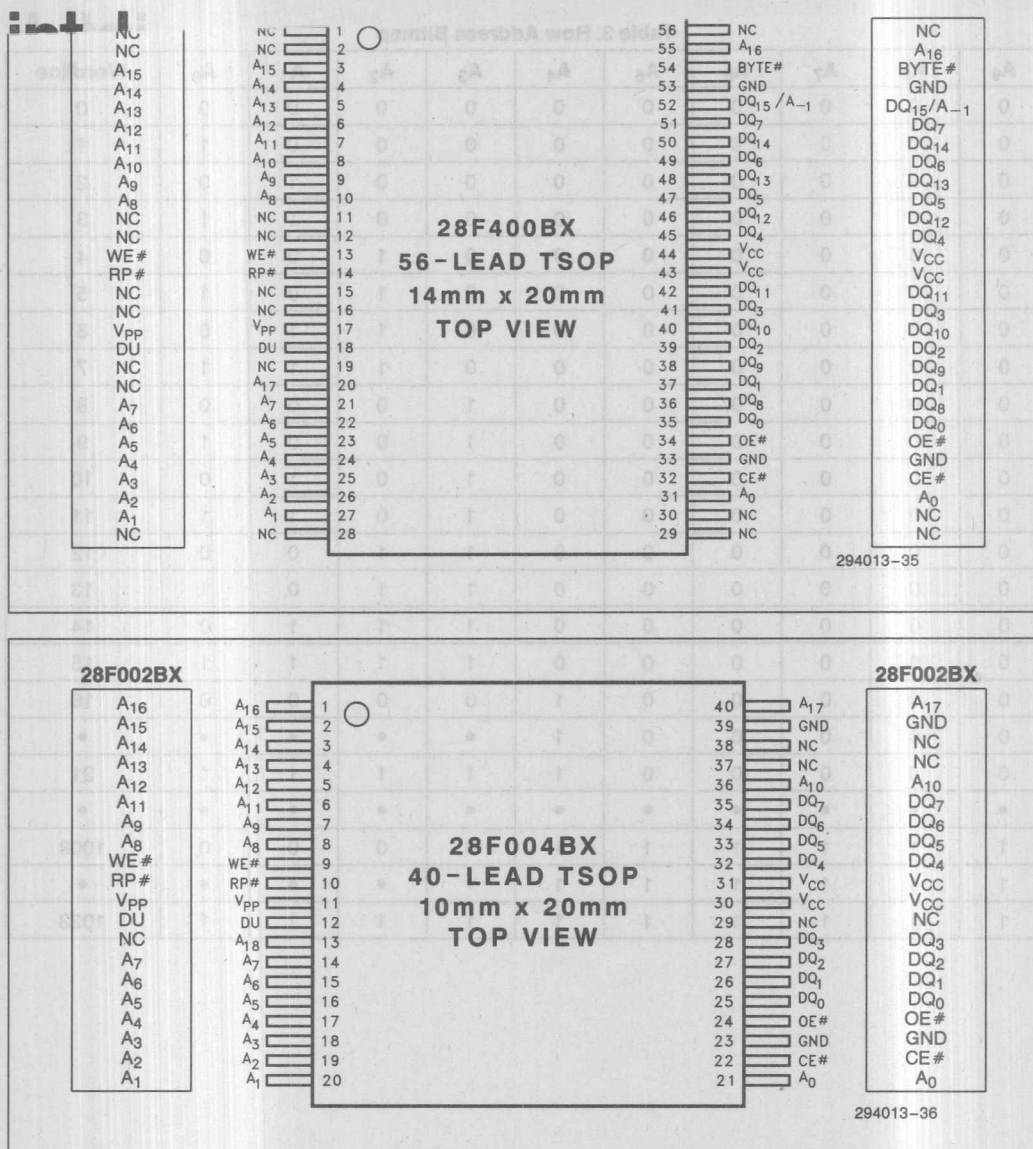 NC NC 1 56 NC NC
NC NC 2 55 A16 A16
A15 A15 3 54 BYTE# BYTE#
A14 A14 4 53 GND GND
A13 A13 5 52 DQ15/A-1 DQ15/A-1
A12 A12 6 51 DQ7 DQ7
A11 A11 7 50 DQ14 DQ14
A10 A10 8 49 DQ6 DQ6
A9 A9 9 48 DQ13 DQ13
A8 A8 10 47 DQ5 DQ5
NC NC 11 46 DQ12 DQ12
NC NC 12 45 DQ4 DQ4
WE# WE# 13 44 VCC VCC
RP# RP# 14 43 VCC VCC
NC NC 15 42 DQ11 DQ11
NC NC 16 41 DQ3 DQ3
VPP VPP 17 40 DQ10 DQ10
DU DU 18 39 DQ2 DQ2
NC NC 19 38 DQ9 DQ9
NC A17 20 37 DQ1 DQ1
A7 A7 21 36 DQ8 DQ8
A6 A6 22 35 DQ0 DQ0
A5 A5 23 34 OE# OE#
A4 A4 24 33 GND GND
A3 A3 25 32 CE# CE#
A2 A2 26 31 A0 A0
A1 A1 27 30 NC NC
NC NC 28 29 NC NC
28F400BX
56-LEAD TSOP
14mm x 20mm
TOP VIEW
294013-35
28F002BX 28F002BX
A16 A16 1 40 A17 A17
A15 A15 2 39 GND GND
A14 A14 3 38 NC NC
A13 A13 4 37 NC NC
A12 A12 5 36 A10 A10
A11 A11 6 35 DQ7 DQ7
A9 A9 7 34 DQ6 DQ6
A8 A8 8 33 DQ5 DQ5
WE# WE# 9 32 DQ4 DQ4
RP# RP# 10 31 VCC VCC
VPP VPP 11 30 VCC VCC
DU DU 12 29 NC NC
NC A18 13 28 DQ3 DQ3
A7 A7 14 27 DQ2 DQ2
A6 A6 15 26 DQ1 DQ1
A5 A5 16 25 DQ0 DQ0
A4 A4 17 24 OE# OE#
A3 A3 18 23 GND GND
A2 A2 19 22 CE# CE#
A1 A1 20 21 A0 A0
28F004BX
40-LEAD TSOP
10mm x 20mm
TOP VIEW
294013-36